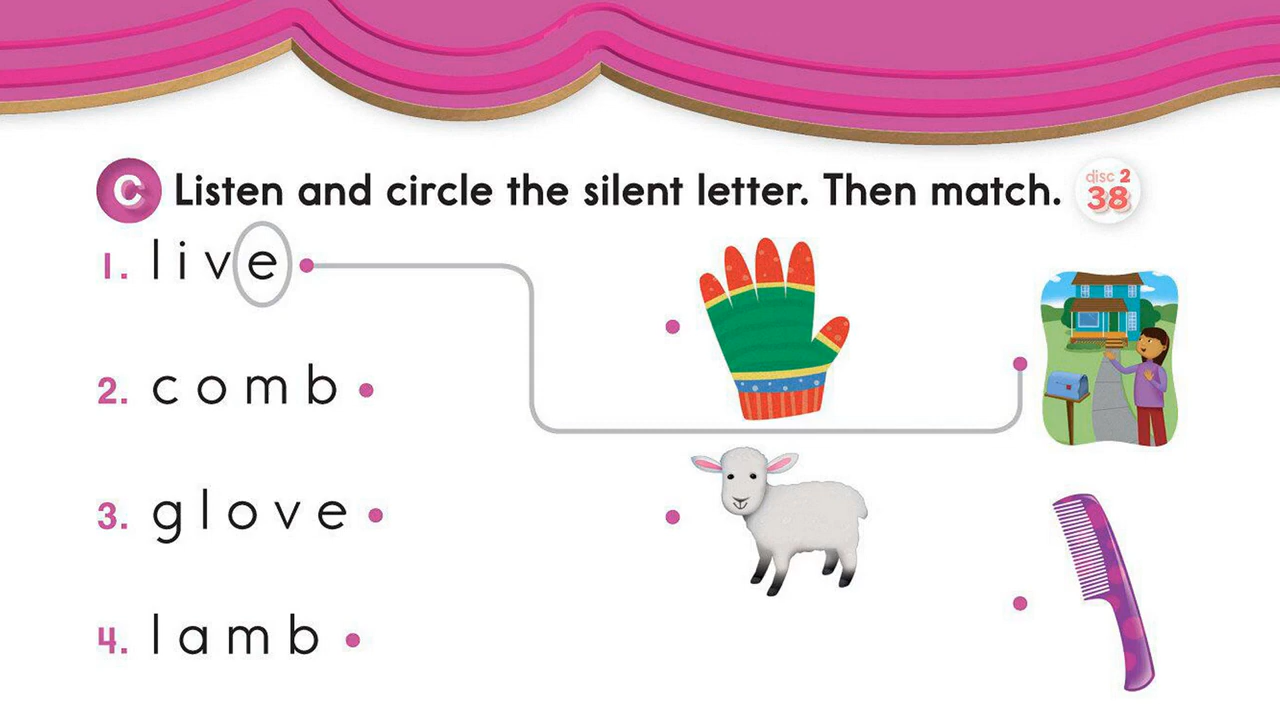 C Listen and circle the silent letter. Then match. disc 2 38
1. live
2. comb
3. glove
4. lamb